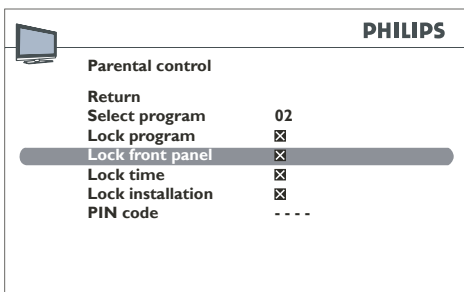 PHILIPS
Parental control
Return
Select program 02
Lock program ☒
Lock front panel ☒
Lock time ☒
Lock installation ☒
PIN code - - - -